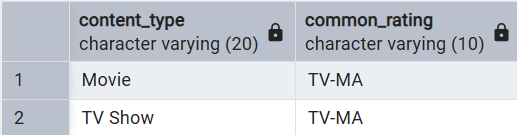 content_type common_rating
character varying (20) character varying (10)
1 Movie TV-MA
2 TV Show TV-MA